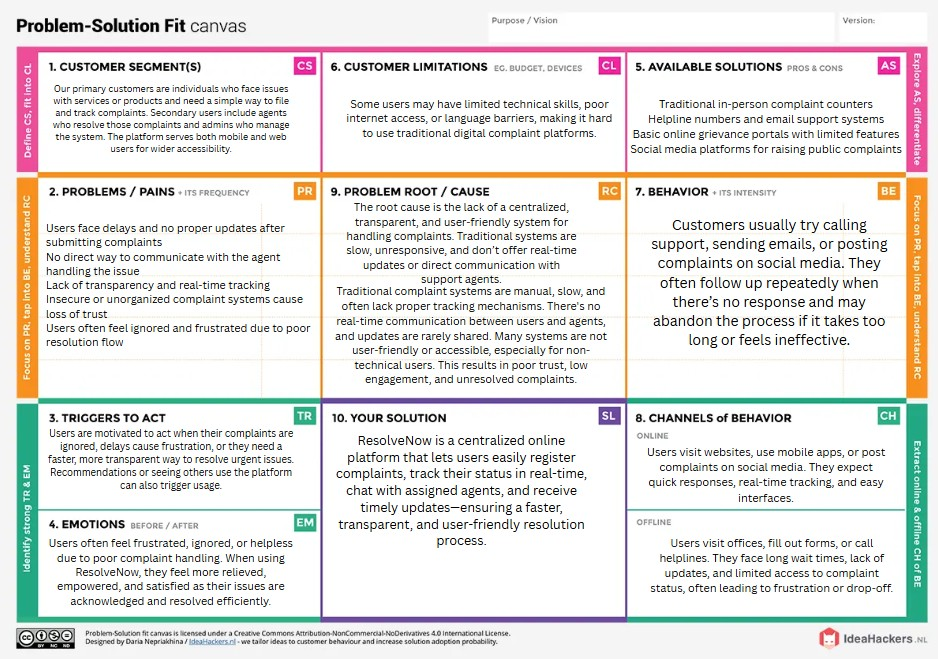 Problem-Solution Fit canvas
Purpose / Vision
Version:
Define CS, fit into CL
1. CUSTOMER SEGMENT(S)
CS
Our primary customers are individuals who face issues
with services or products and need a simple way to file
and track complaints. Secondary users include agents
who resolve those complaints and admins who manage
the system. The platform serves both mobile and web
users for wider accessibility.
6. CUSTOMER LIMITATIONS EG. BUDGET, DEVICES
CL
Some users may have limited technical skills, poor
internet access, or language barriers, making it hard
to use traditional digital complaint platforms.
5. AVAILABLE SOLUTIONS PROS & CONS
AS
Traditional in-person complaint counters
Helpline numbers and email support systems
Basic online grievance portals with limited features
Social media platforms for raising public complaints
Explore AS, differentiate
Focus on PR, tap into BE, understand RC
2. PROBLEMS / PAINS + ITS FREQUENCY
PR
Users face delays and no proper updates after
submitting complaints
No direct way to communicate with the agent
handling the issue
Lack of transparency and real-time tracking
Insecure or unorganized complaint systems cause
loss of trust
Users often feel ignored and frustrated due to poor
resolution flow
9. PROBLEM ROOT / CAUSE
RC
The root cause is the lack of a centralized,
transparent, and user-friendly system for
handling complaints. Traditional systems are
slow, unresponsive, and don't offer real-time
updates or direct communication with
support agents.
Traditional complaint systems are manual, slow, and
often lack proper tracking mechanisms. There's no
real-time communication between users and agents,
and updates are rarely shared. Many systems are not
user-friendly or accessible, especially for non-
technical users. This results in poor trust, low
engagement, and unresolved complaints.
7. BEHAVIOR + ITS INTENSITY
BE
Customers usually try calling
support, sending emails, or posting
complaints on social media. They
often follow up repeatedly when
there's no response and may
abandon the process if it takes too
long or feels ineffective.
Focus on PR, tap into BE, understand RC
Identify strong TR & EM
3. TRIGGERS TO ACT
TR
Users are motivated to act when their complaints are
ignored, delays cause frustration, or they need a
faster, more transparent way to resolve urgent issues.
Recommendations or seeing others use the platform
can also trigger usage.
4. EMOTIONS BEFORE / AFTER
EM
Users often feel frustrated, ignored, or helpless
due to poor complaint handling. When using
ResolveNow, they feel more relieved,
empowered, and satisfied as their issues are
acknowledged and resolved efficiently.
10. YOUR SOLUTION
SL
ResolveNow is a centralized online
platform that lets users easily register
complaints, track their status in real-time,
chat with assigned agents, and receive
timely updates—ensuring a faster,
transparent, and user-friendly resolution
process.
8. CHANNELS of BEHAVIOR
CH
ONLINE
Users visit websites, use mobile apps, or post
complaints on social media. They expect
quick responses, real-time tracking, and easy
interfaces.
OFFLINE
Users visit offices, fill out forms, or call
helplines. They face long wait times, lack of
updates, and limited access to complaint
status, often leading to frustration or drop-off.
Extract online & offline CH of BE
CC BY NC ND
Problem-Solution fit canvas is licensed under a Creative Commons Attribution-NonCommercial-NoDerivatives 4.0 International License.
Designed by Daria Nepriakhina / IdeaHackers.nl - we tailor ideas to customer behaviour and increase solution adoption probability.
IdeaHackers.NL